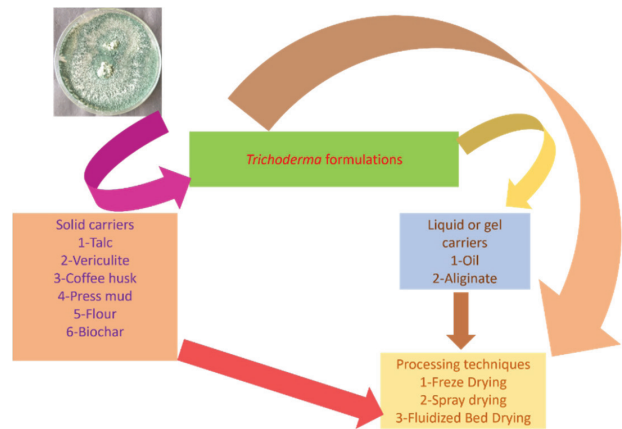 Trichoderma formulations
Solid carriers
1-Talc
2-Vericulite
3-Coffee husk
4-Press mud
5-Flour
6-Biochar
Liquid or gel
carriers
1-Oil
2-Aliginate
Processing techniques
1-Freze Drying
2-Spray drying
3-Fluidized Bed Drying